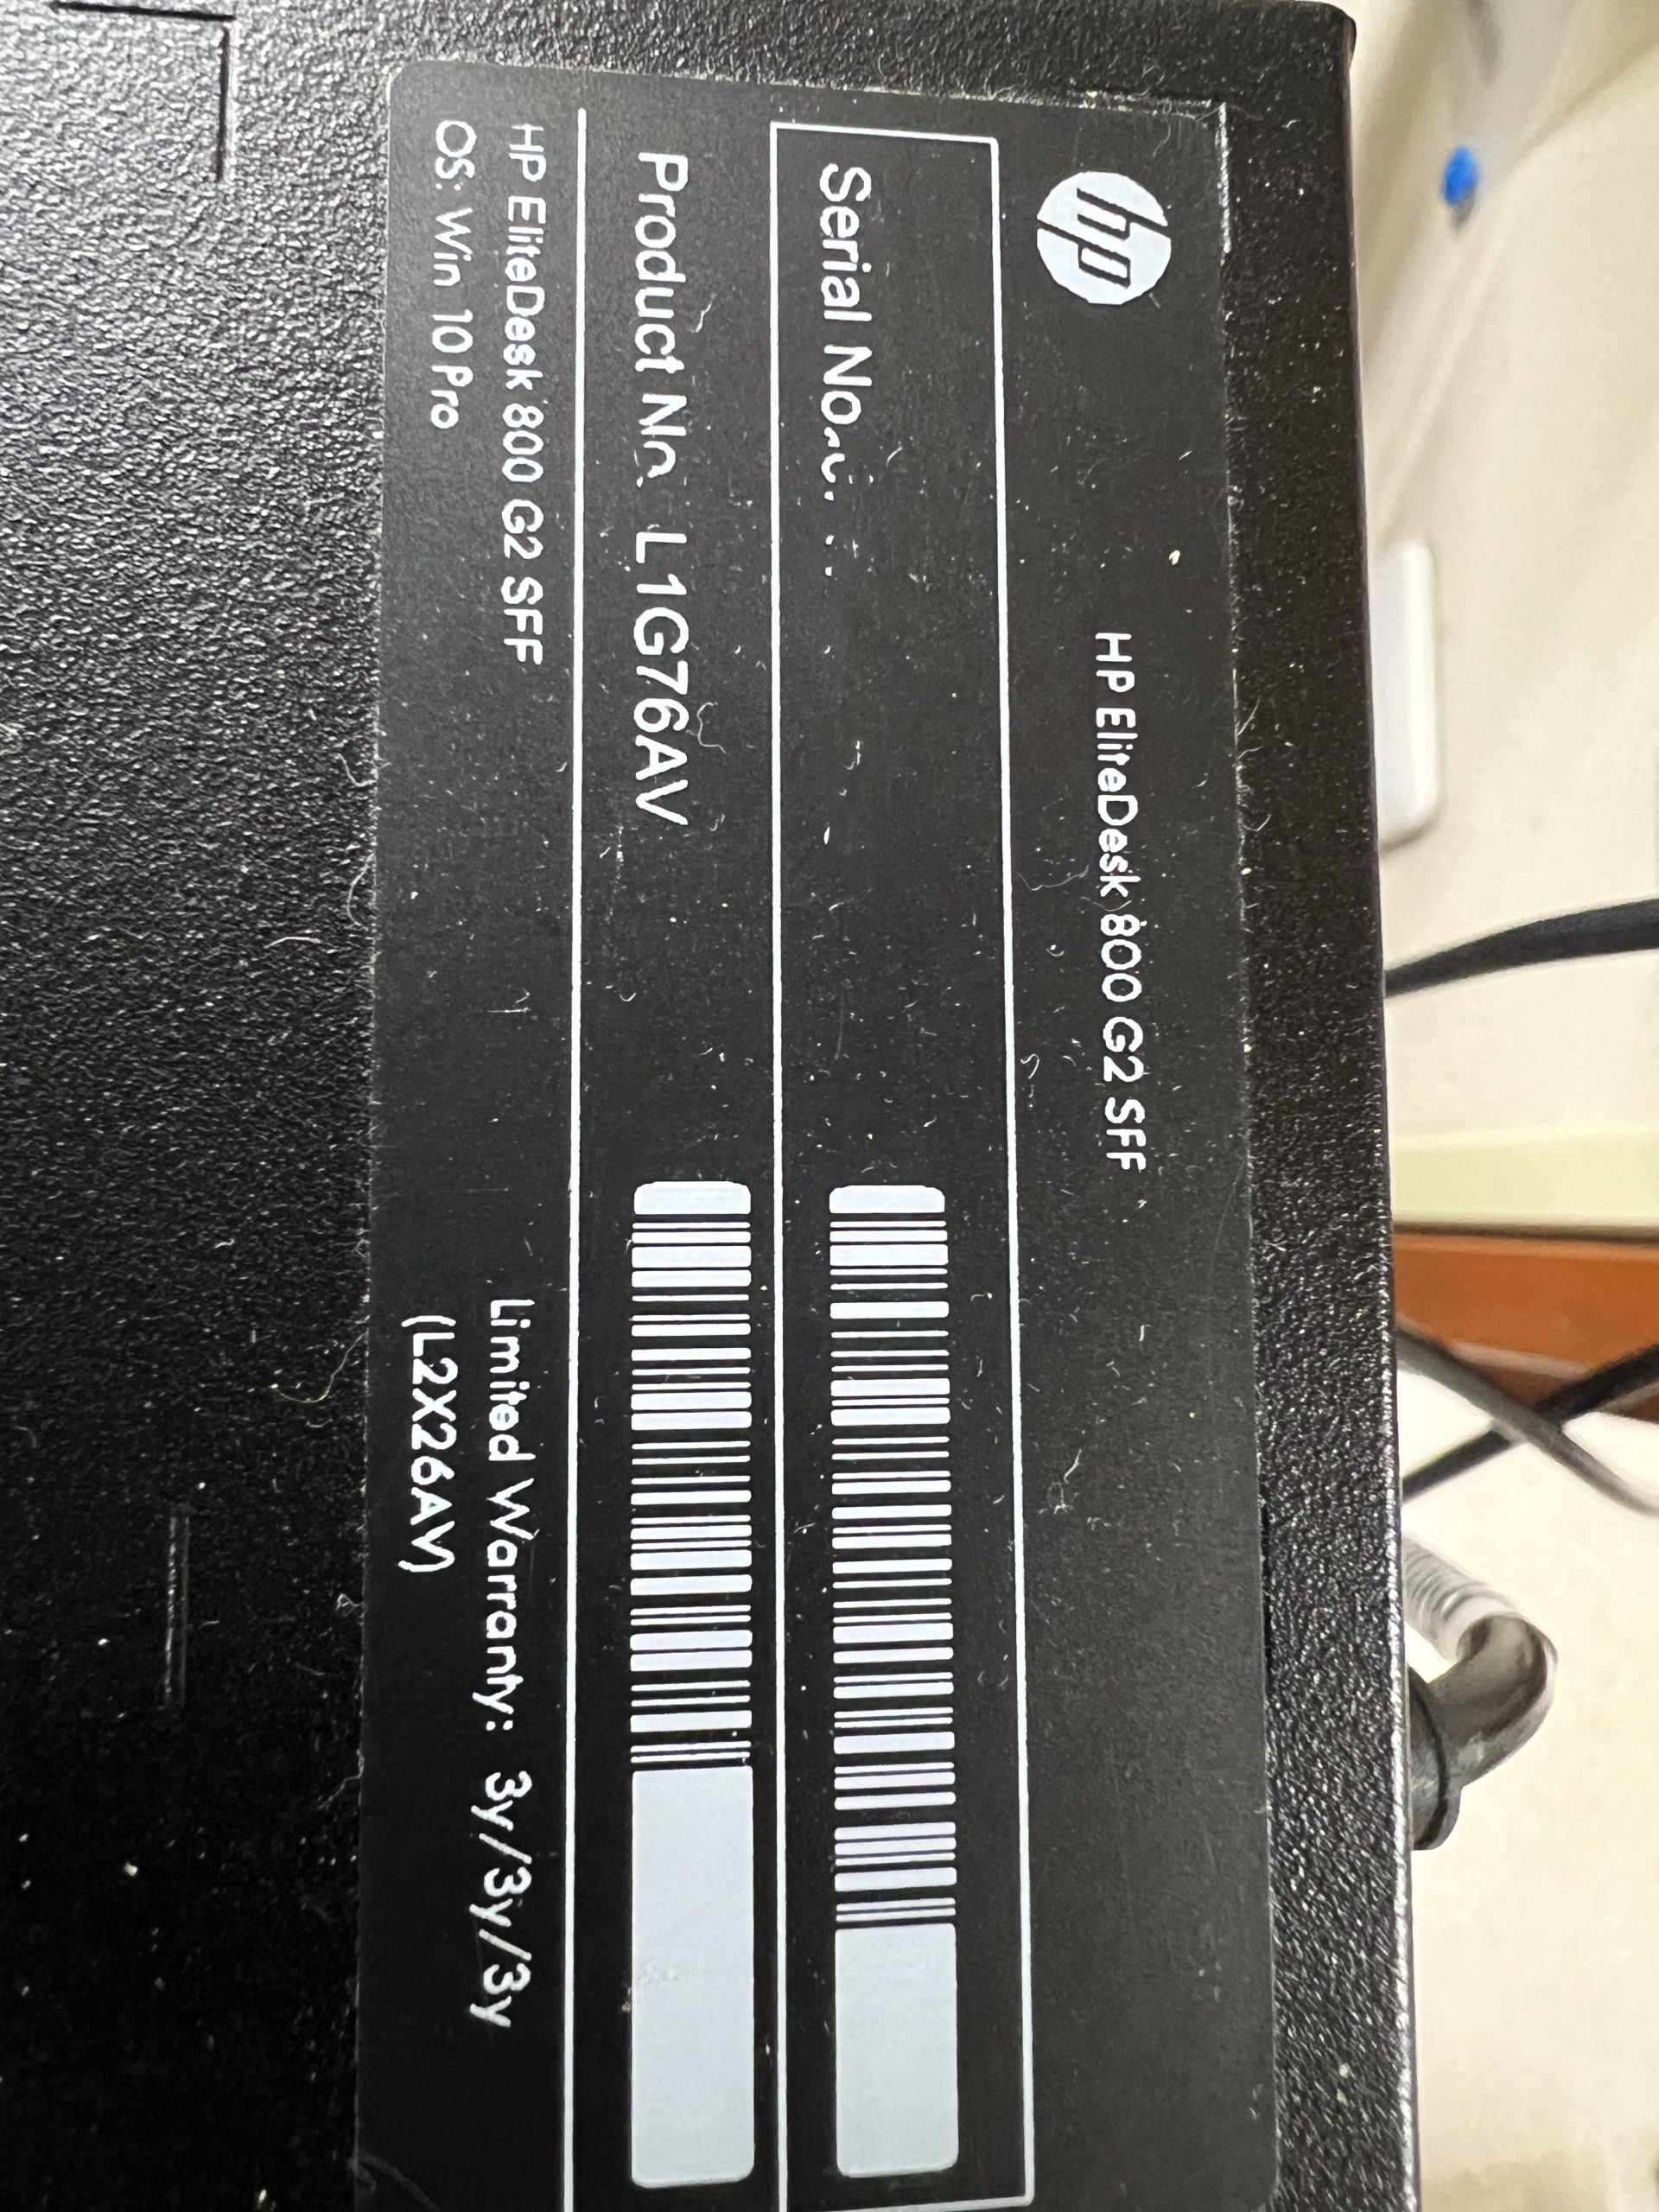 hp
HP EliteDesk 800 G2 SFF
Serial No
Product No. L1G76AV
HP EliteDesk 800 G2 SFF
Limited Warranty: 3y/3y/3y
OS: Win 10 Pro
(L2X26AV)